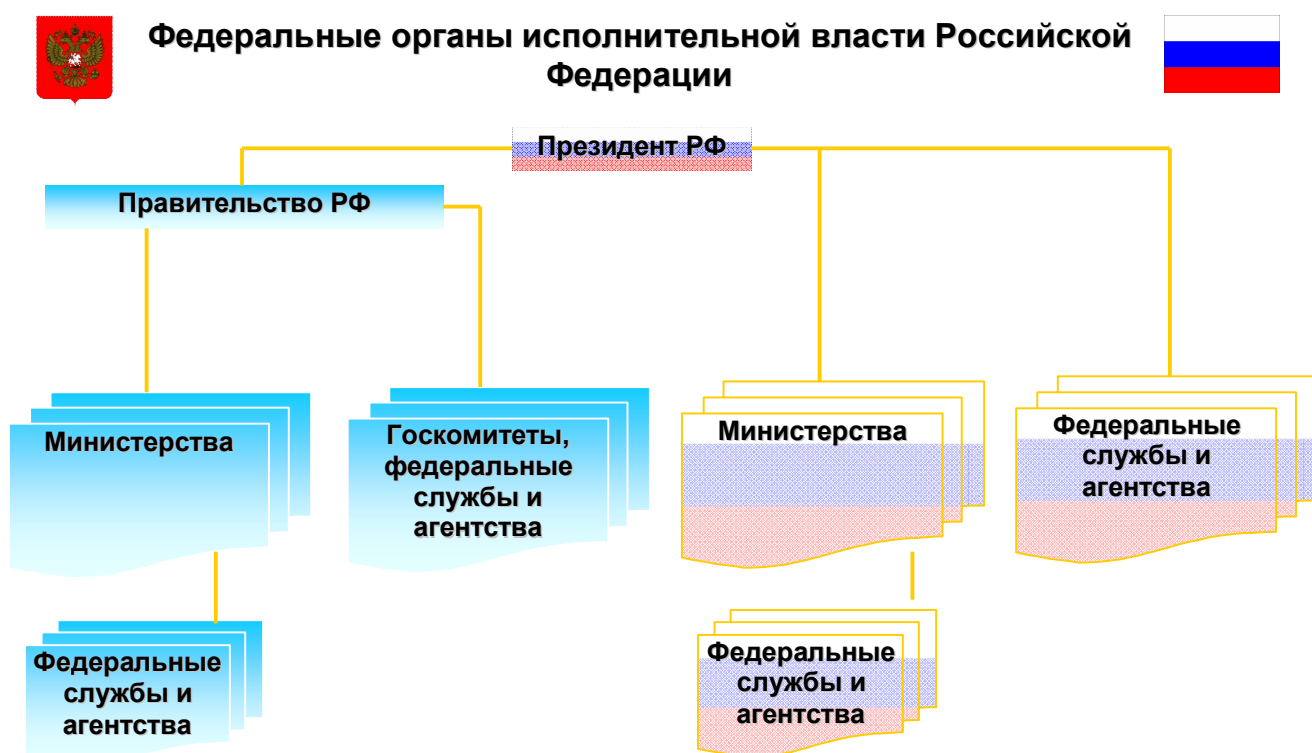 Федеральные органы исполнительной власти Российской
Федерации
Президент РФ
Правительство РФ
Министерства
Госкомитеты,
федеральные
службы и
агентства
Министерства
Федеральные
службы и
агентства
Федеральные
службы и
агентства
Федеральные
службы и
агентства